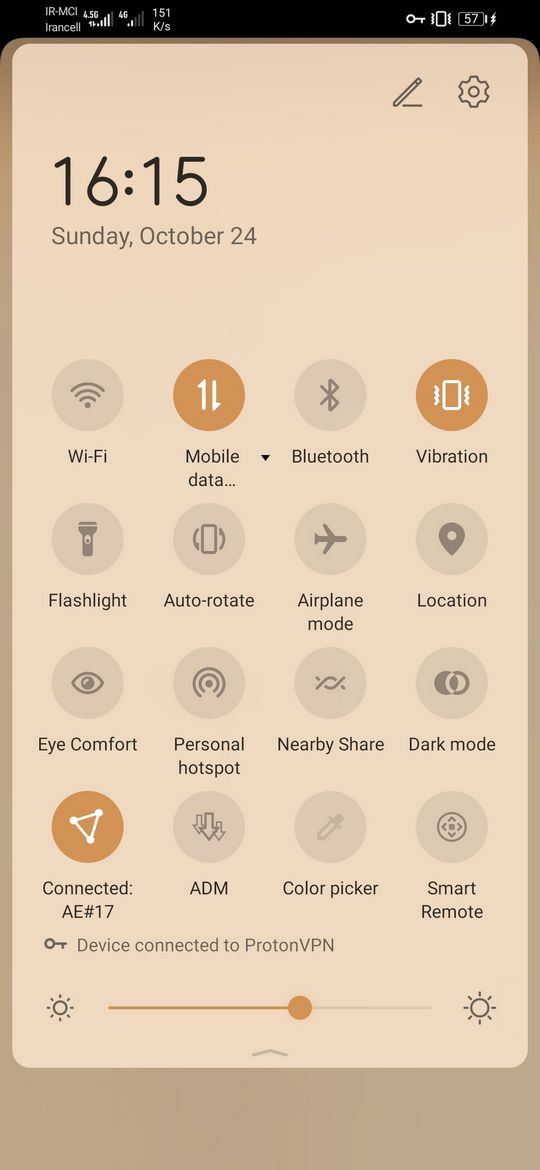 IR-MCI 4.5G 4G 151
Irancell K/s
57
16:15
Sunday, October 24
Wi-Fi
Mobile
data...
Bluetooth
Vibration
Flashlight
Auto-rotate
Airplane
mode
Location
Eye Comfort
Personal
hotspot
Nearby Share
Dark mode
Connected:
AE#17
ADM
Color picker
Smart
Remote
Device connected to ProtonVPN